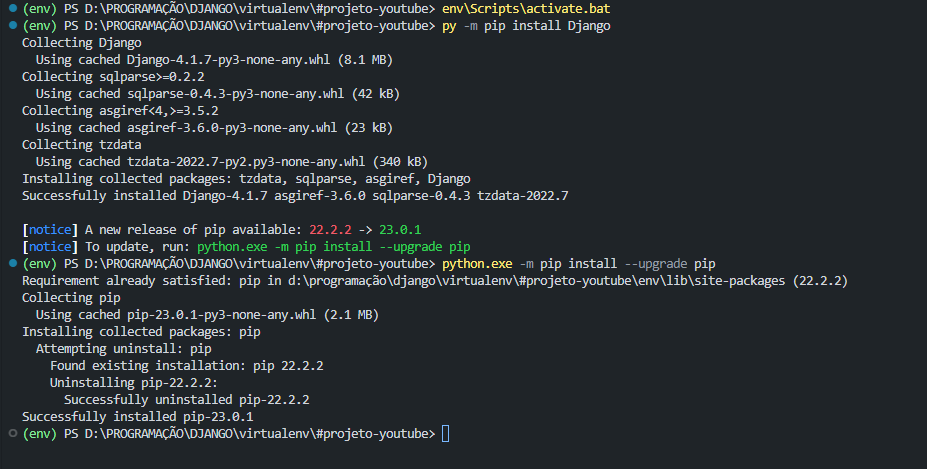 (env) PS D:\PROGRAMAÇÃO\DJANGO\virtualenv\#projeto-youtube> env\Scripts\activate.bat
(env) PS D:\PROGRAMAÇÃO\DJANGO\virtualenv\#projeto-youtube> py -m pip install Django
Collecting Django
  Using cached Django-4.1.7-py3-none-any.whl (8.1 MB)
Collecting sqlparse>=0.2.2
  Using cached sqlparse-0.4.3-py3-none-any.whl (42 kB)
Collecting asgiref<4,>=3.5.2
  Using cached asgiref-3.6.0-py3-none-any.whl (23 kB)
Collecting tzdata
  Using cached tzdata-2022.7-py2.py3-none-any.whl (340 kB)
Installing collected packages: tzdata, sqlparse, asgiref, Django
Successfully installed Django-4.1.7 asgiref-3.6.0 sqlparse-0.4.3 tzdata-2022.7

[notice] A new release of pip available: 22.2.2 -> 23.0.1
[notice] To update, run: python.exe -m pip install --upgrade pip
(env) PS D:\PROGRAMAÇÃO\DJANGO\virtualenv\#projeto-youtube> python.exe -m pip install --upgrade pip
Requirement already satisfied: pip in d:\programação\django\virtualenv\#projeto-youtube\env\lib\site-packages (22.2.2)
Collecting pip
  Using cached pip-23.0.1-py3-none-any.whl (2.1 MB)
Installing collected packages: pip
  Attempting uninstall: pip
    Found existing installation: pip 22.2.2
    Uninstalling pip-22.2.2:
      Successfully uninstalled pip-22.2.2
Successfully installed pip-23.0.1
(env) PS D:\PROGRAMAÇÃO\DJANGO\virtualenv\#projeto-youtube>